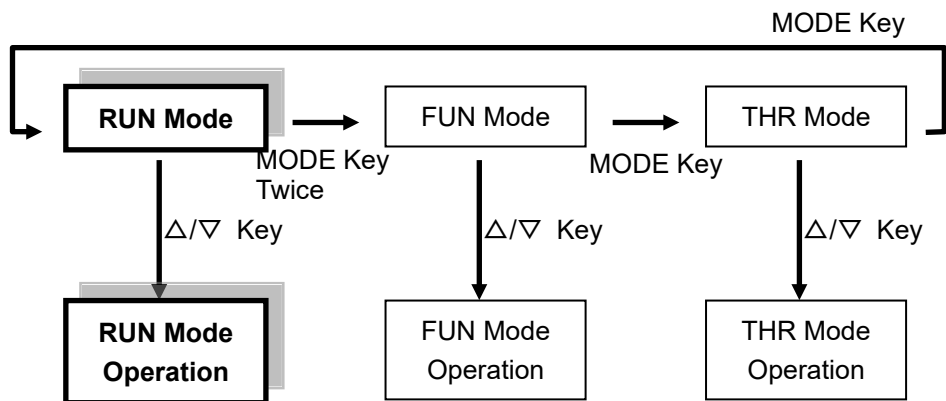 MODE Key
RUN Mode
FUN Mode
THR Mode
MODE Key
Twice
MODE Key
△/▽ Key
△/▽ Key
△/▽ Key
RUN Mode
Operation
FUN Mode
Operation
THR Mode
Operation